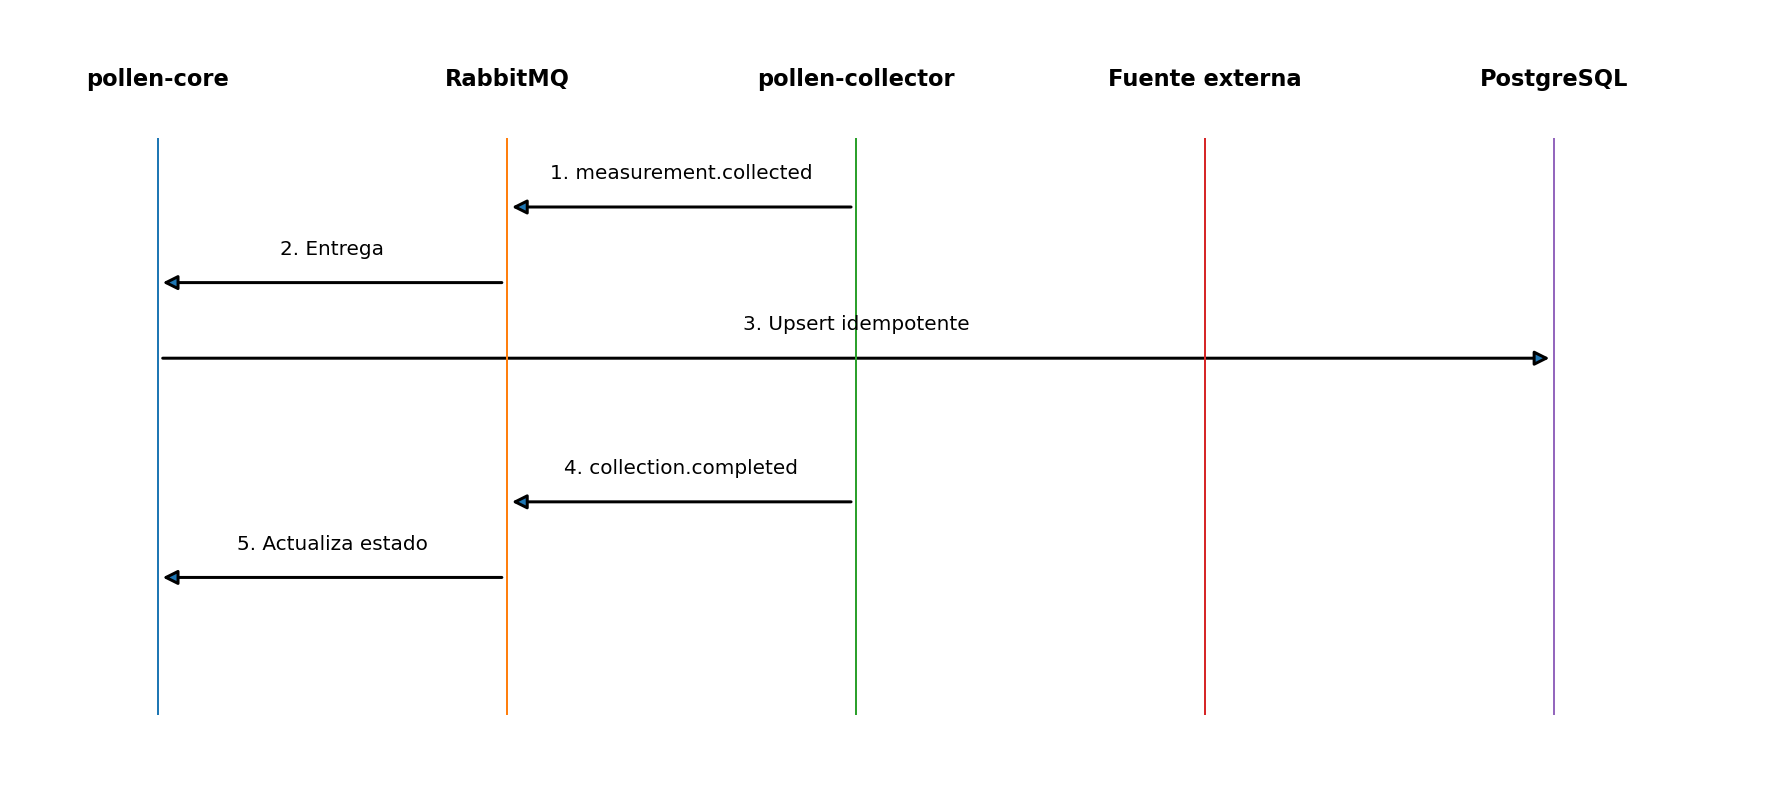 pollen-core
RabbitMQ
pollen-collector
Fuente externa
PostgreSQL
1. measurement.collected
2. Entrega
3. Upsert idempotente
4. collection.completed
5. Actualiza estado